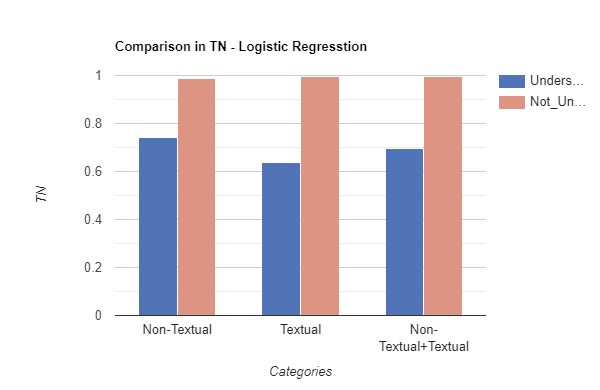 Comparison in TN - Logistic Regresstion
Unders...
Not_Un...
1
0.8
0.6
0.4
0.2
0
TN
Non-Textual
Textual
Non-
Textual+Textual
Categories